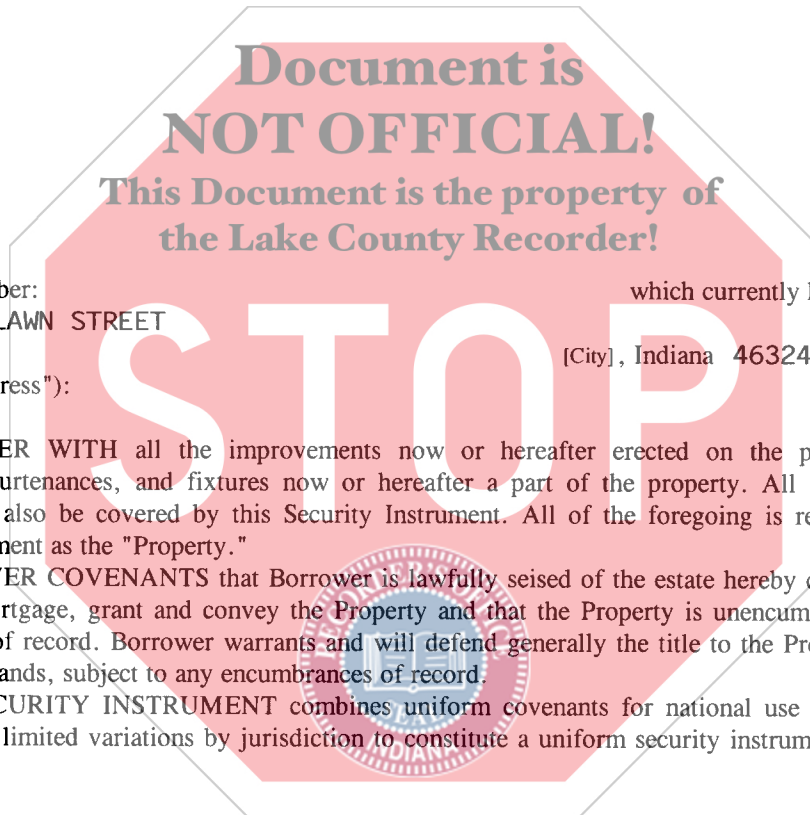 Document is
NOT OFFICIAL!
This Document is the property of
the Lake County Recorder!
ber: which currently
LAWN STREET
[City], Indiana 46324
ress"):
STOP
ER WITH all the improvements now or hereafter erected on the p
urtenances, and fixtures now or hereafter a part of the property. All
also be covered by this Security Instrument. All of the foregoing is re
ment as the "Property."
ER COVENANTS that Borrower is lawfully seised of the estate hereby
rtgage, grant and convey the Property and that the Property is unencum
of record. Borrower warrants and will defend generally the title to the Pro
ands, subject to any encumbrances of record.
CURITY INSTRUMENT combines uniform covenants for national use
limited variations by jurisdiction to constitute a uniform security instrum
RECORDER'S OFFICE
SEAL
INDIANA